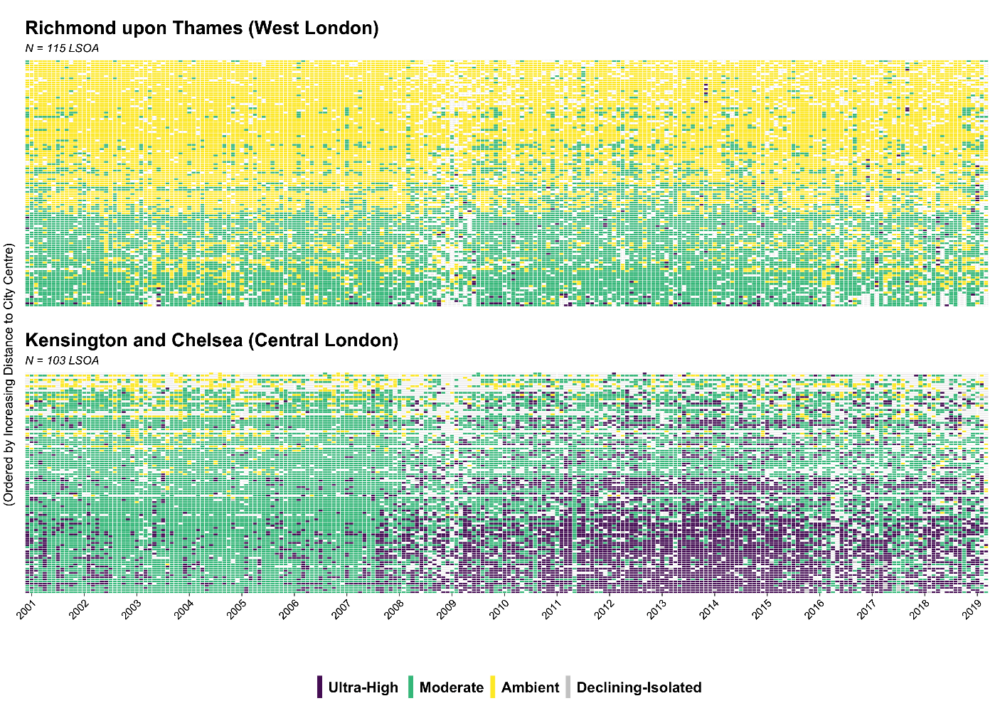 Richmond upon Thames (West London)
N = 115 LSOA
(Ordered by Increasing Distance to City Centre)
Kensington and Chelsea (Central London)
N = 103 LSOA
2001 2002 2003 2004 2005 2006 2007 2008 2009 2010 2011 2012 2013 2014 2015 2016 2017 2018 2019
Ultra-High Moderate Ambient Declining-Isolated